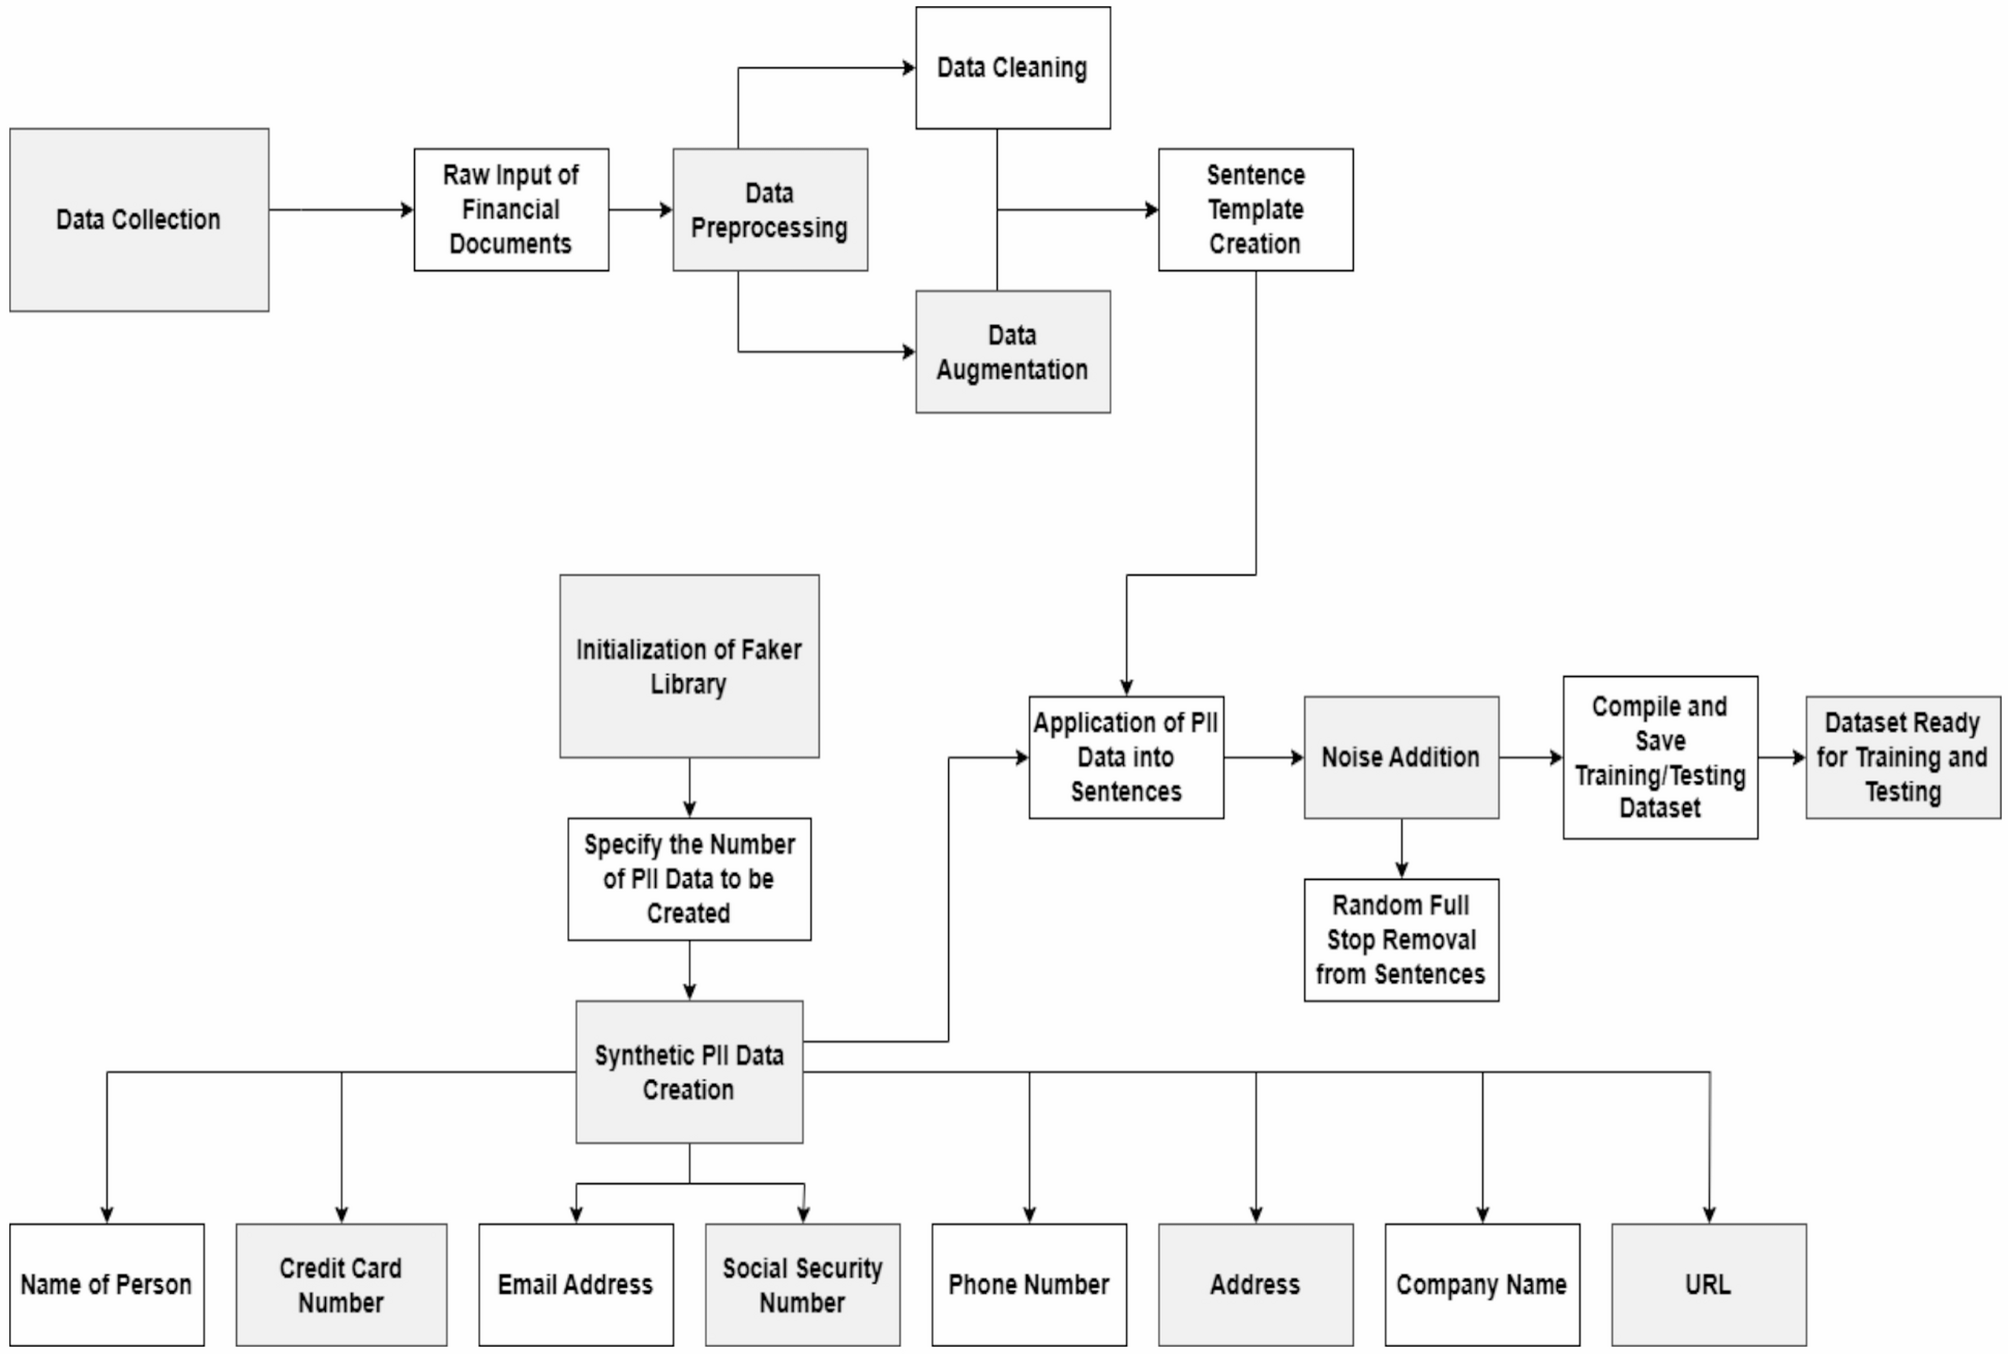 Data Cleaning
Data Collection
Raw Input of
Financial
Documents
Data
Preprocessing
Sentence
Template
Creation
Data
Augmentation
Initialization of Faker
Library
Application of PII
Data into
Sentences
Noise Addition
Compile and
Save
Training/Testing
Dataset
Dataset Ready
for Training and
Testing
Specify the Number
of PII Data to be
Created
Random Full
Stop Removal
from Sentences
Synthetic PII Data
Creation
Name of Person
Credit Card
Number
Email Address
Social Security
Number
Phone Number
Address
Company Name
URL